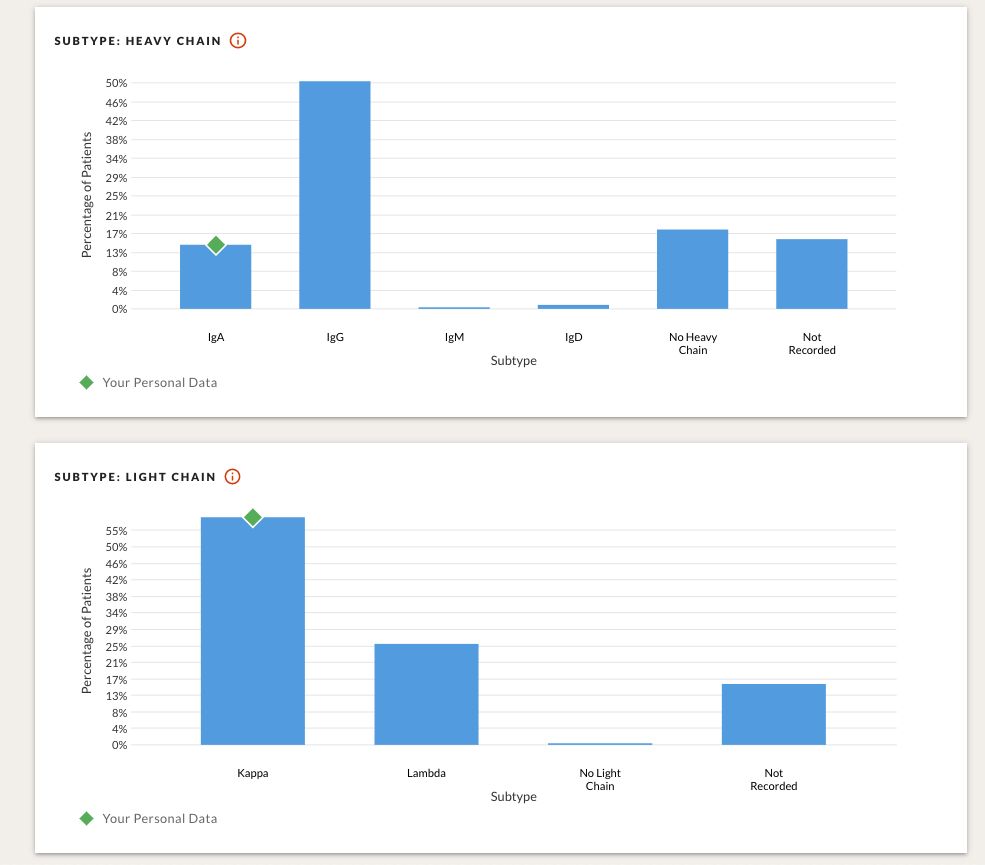 SUBTYPE: HEAVY CHAIN
50%
46%
42%
38%
34%
29%
25%
21%
17%
13%
8%
4%
0%
Percentage of Patients
IgA IgG IgM IgD No Heavy Not
Chain Recorded
Subtype
Your Personal Data
SUBTYPE: LIGHT CHAIN
55%
50%
46%
42%
38%
34%
29%
25%
21%
17%
13%
8%
4%
0%
Percentage of Patients
Kappa Lambda No Light Not
Chain Recorded
Subtype
Your Personal Data